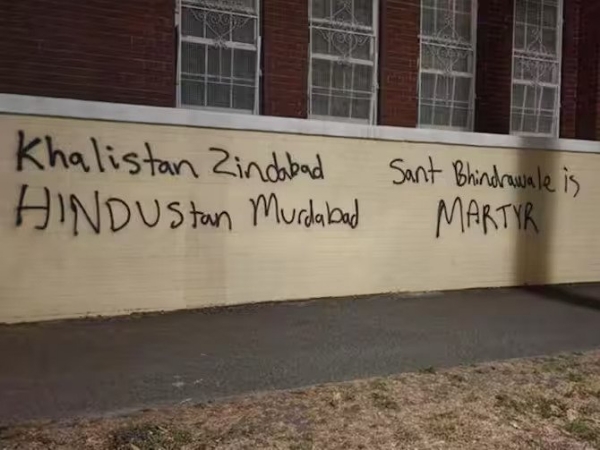 Khalistan Zindabad
HINDUStan Murdabad
Sant Bhindrawale is
MARTYR